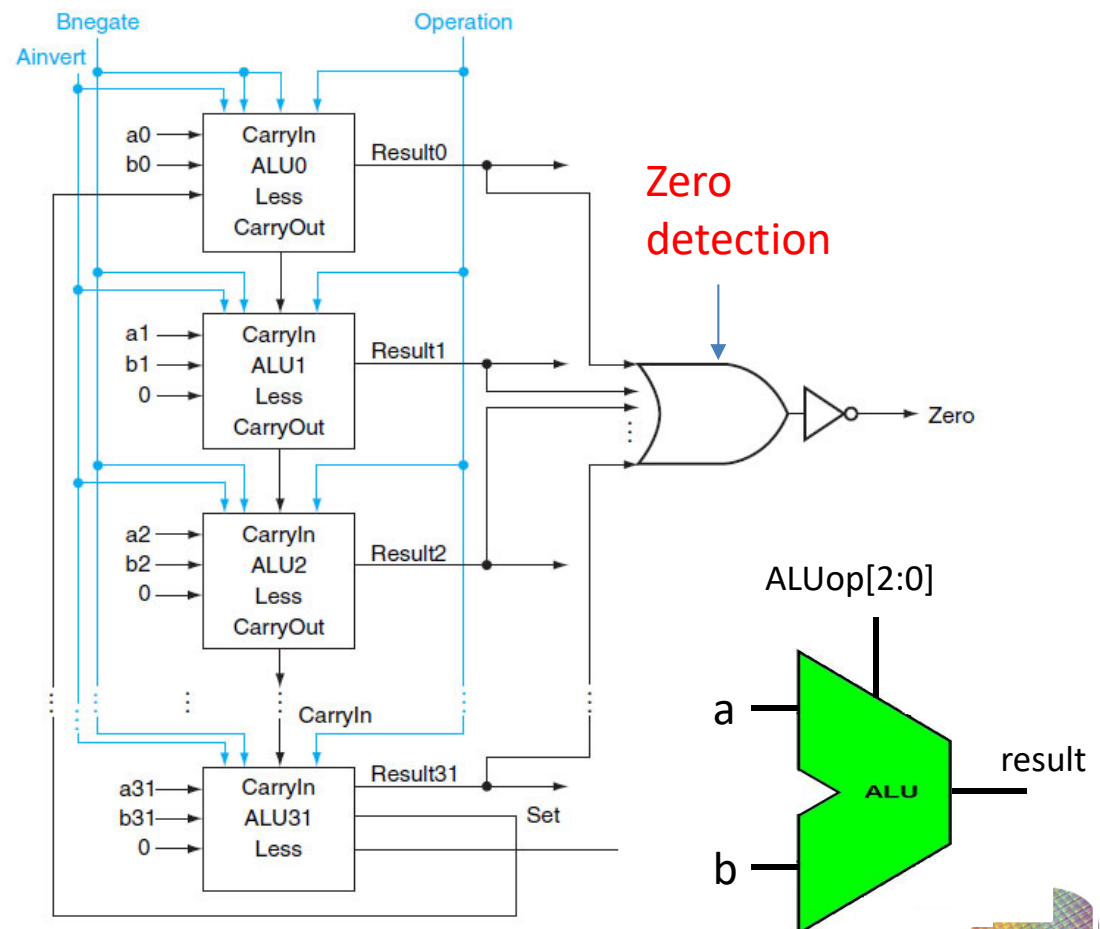 Bnegate
Operation
Ainvert
a0
b0
CarryIn
ALU0
Less
CarryOut
Result0
Zero
detection
a1
b1
0
CarryIn
ALU1
Less
CarryOut
Result1
Zero
a2
b2
0
CarryIn
ALU2
Less
CarryOut
Result2
ALUop[2:0]
⋮
⋮
⋮
⋮
⋮
⋮
CarryIn
a
a31
b31
0
CarryIn
ALU31
Less
Result31
Set
ALU
result
b